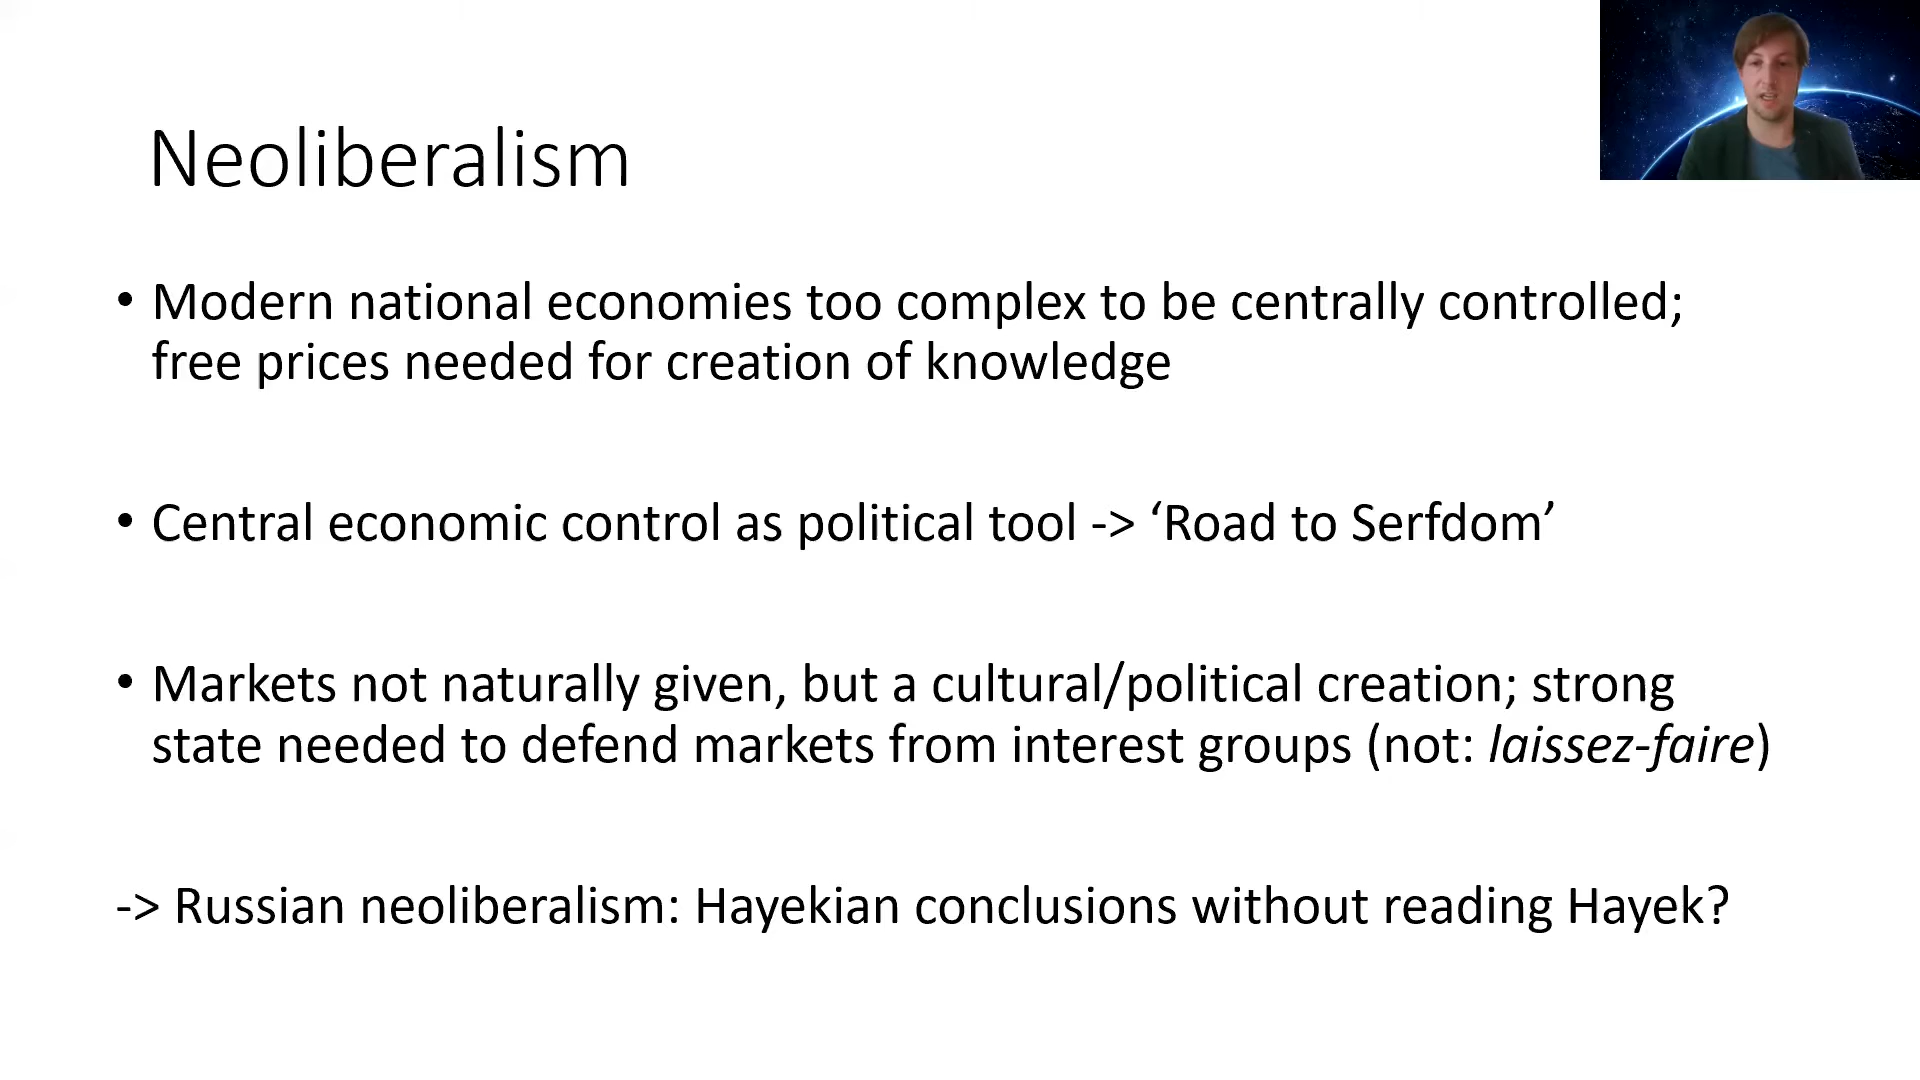 Neoliberalism
• Modern national economies too complex to be centrally controlled;
free prices needed for creation of knowledge
• Central economic control as political tool -> ‘Road to Serfdom’
• Markets not naturally given, but a cultural/political creation; strong
state needed to defend markets from interest groups (not: laissez-faire)
-> Russian neoliberalism: Hayekian conclusions without reading Hayek?